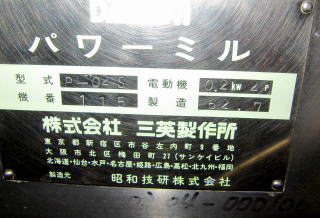 パワーミル
型式 P-02S 電動機 0.2kw 2P
機番 115 製造 62.7
株式会社 三英製作所
東京都新宿区市谷左内町9番地
大阪市北区梅田町27(サンケイビル)
北海道・仙台・水戸・名古屋・姫路・広島・高松・北九州・福岡
製造元 昭和技研株式会社